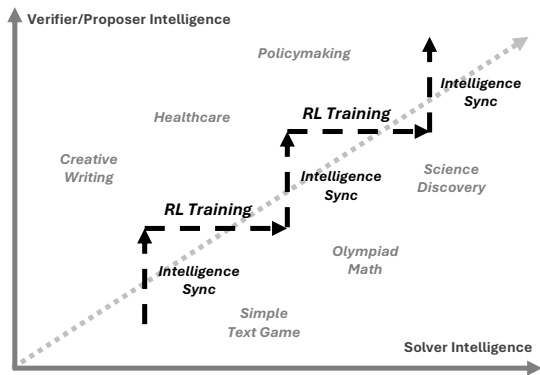 Verifier/Proposer Intelligence
Policymaking
Intelligence
Sync
Healthcare
RL Training
Creative
Writing
Intelligence
Sync
Science
Discovery
RL Training
Olympiad
Math
Intelligence
Sync
Simple
Text Game
Solver Intelligence